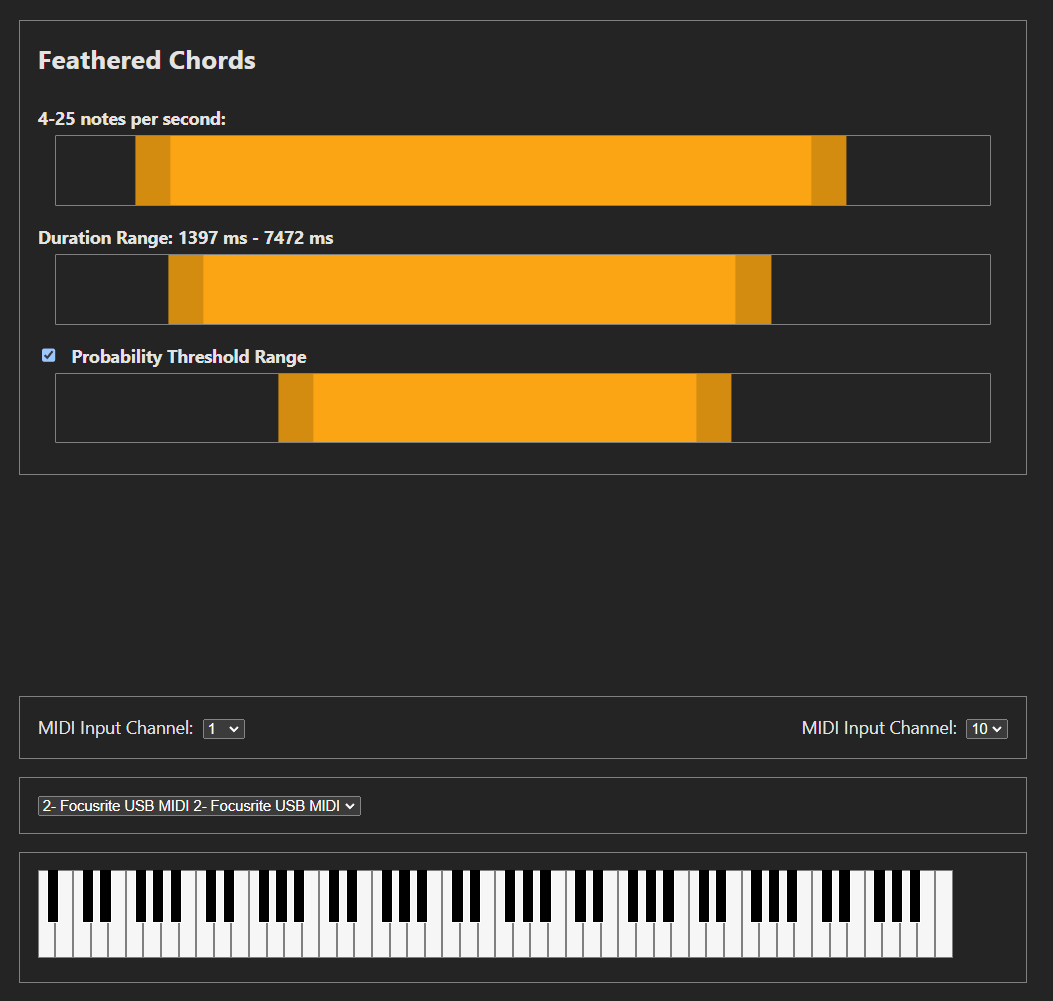 Feathered Chords
4-25 notes per second:
Duration Range: 1397 ms - 7472 ms
Probability Threshold Range
MIDI Input Channel: 1 MIDI Input Channel: 10
2- Focusrite USB MIDI 2- Focusrite USB MIDI